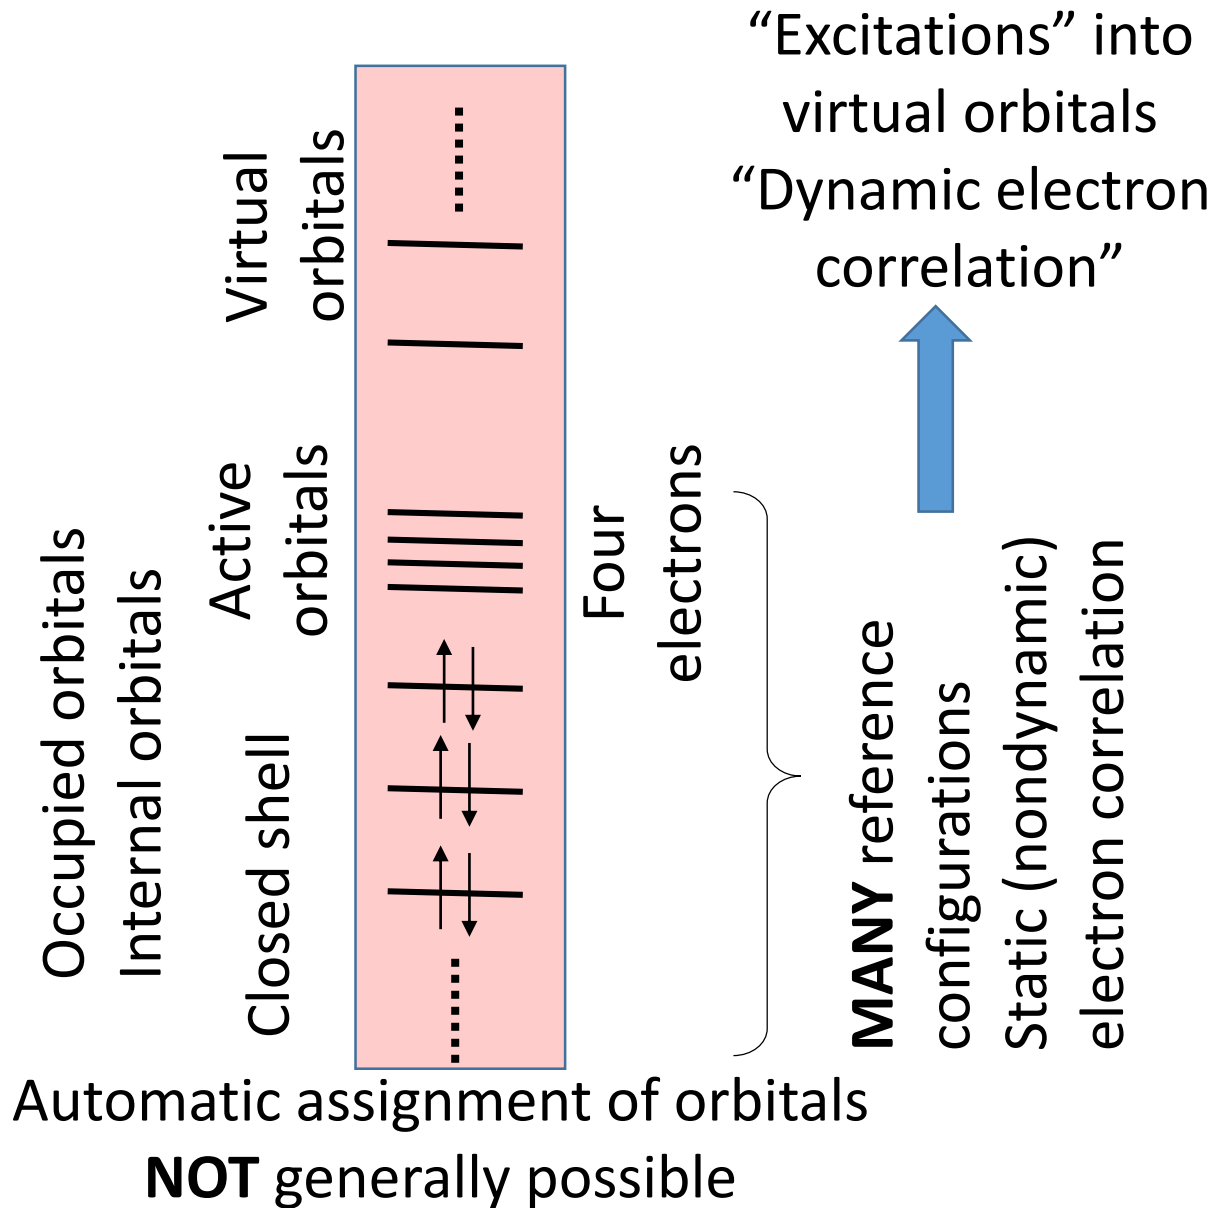 “Excitations” into
virtual orbitals
“Dynamic electron
correlation”
Virtual
orbitals
Active
orbitals
Four
electrons
Occupied orbitals
Internal orbitals
Closed shell
MANY reference
configurations
Static (nondynamic)
electron correlation
Automatic assignment of orbitals
NOT generally possible